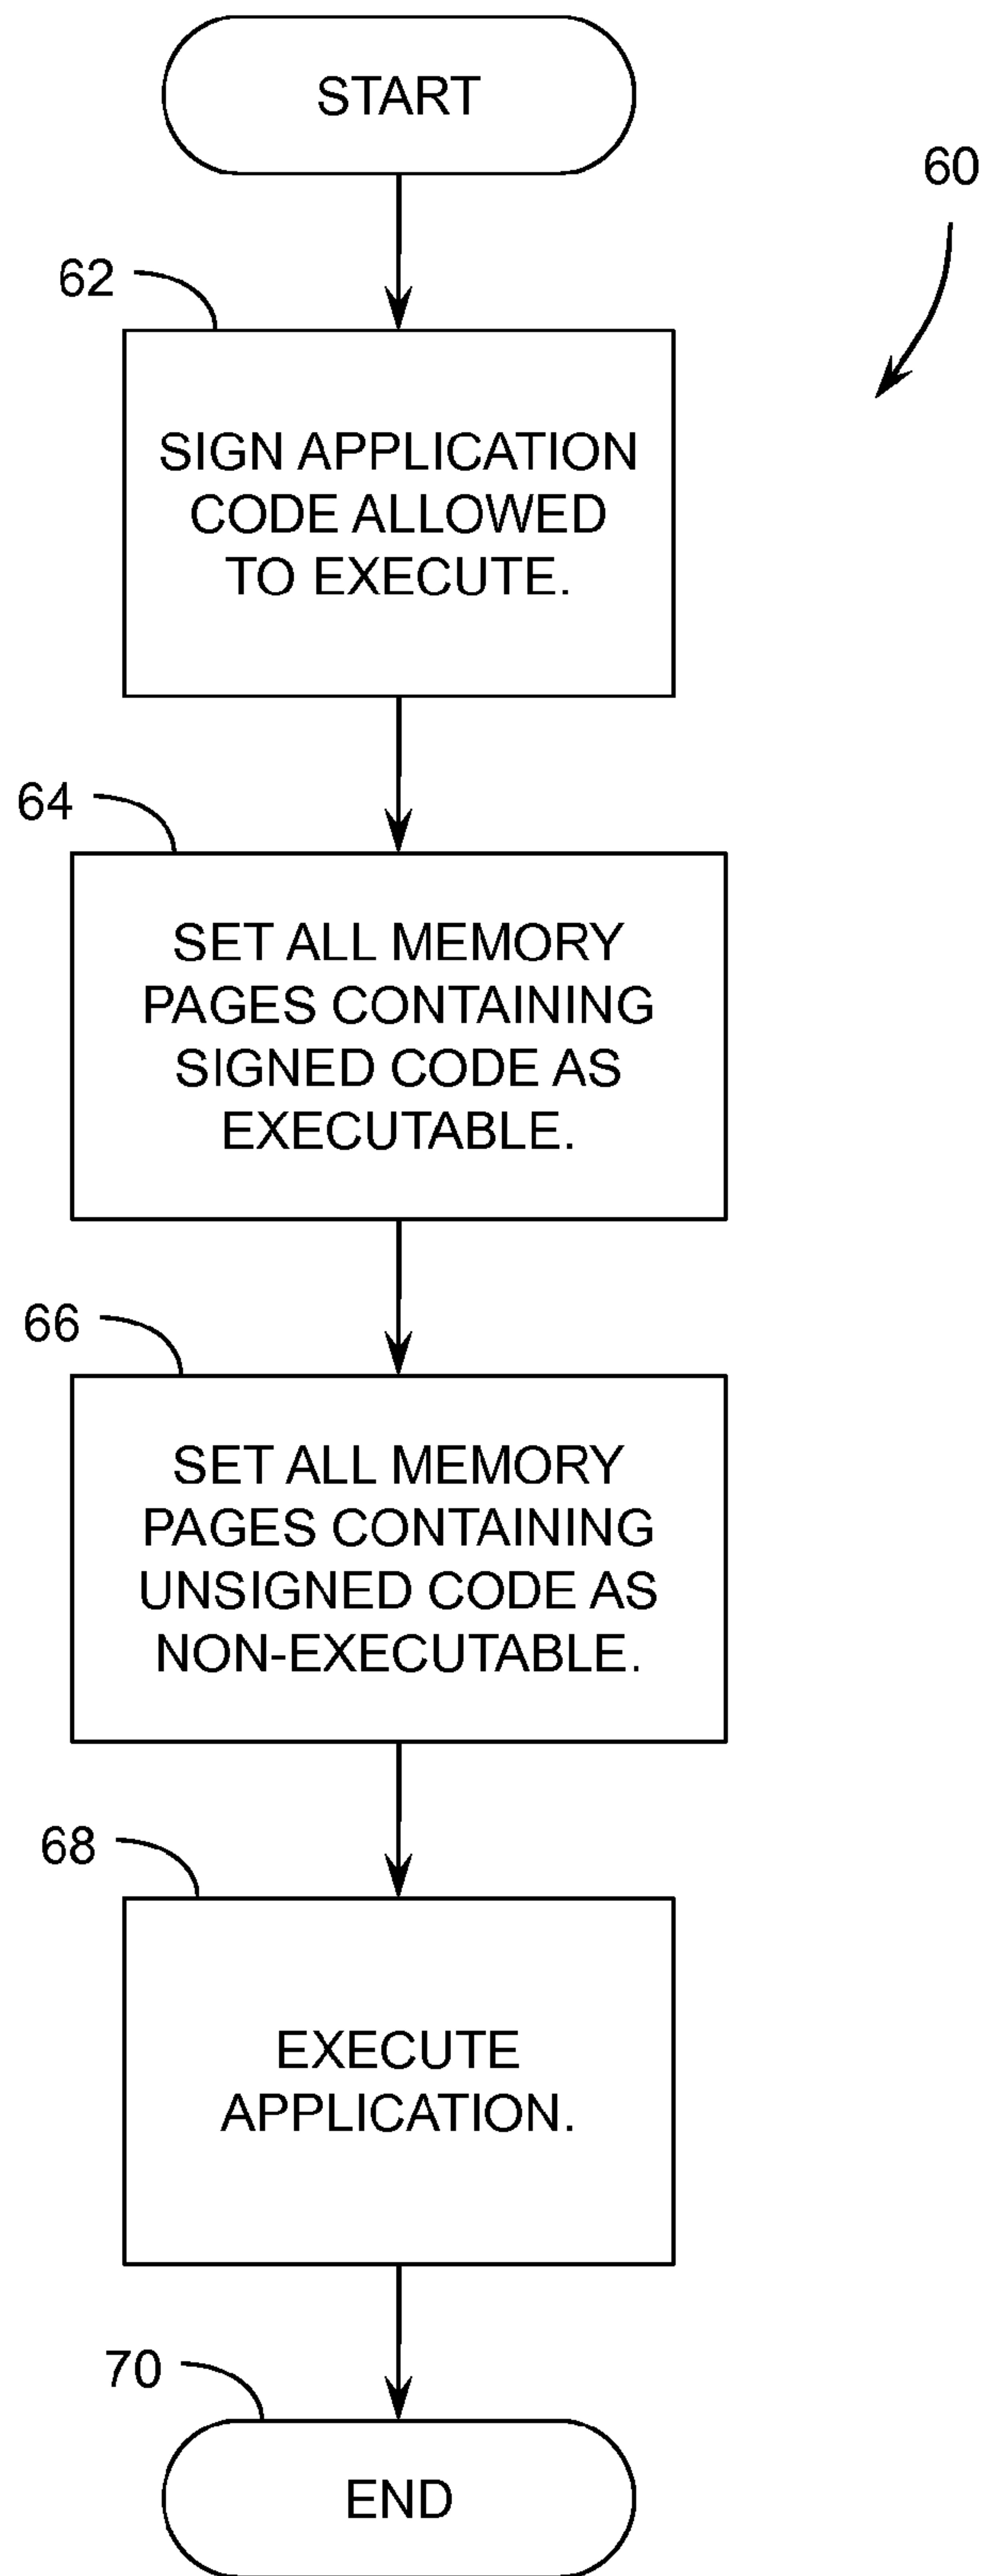 START
60
62
SIGN APPLICATION
CODE ALLOWED
TO EXECUTE.
64
SET ALL MEMORY
PAGES CONTAINING
SIGNED CODE AS
EXECUTABLE.
66
SET ALL MEMORY
PAGES CONTAINING
UNSIGNED CODE AS
NON-EXECUTABLE.
68
EXECUTE
APPLICATION.
70
END